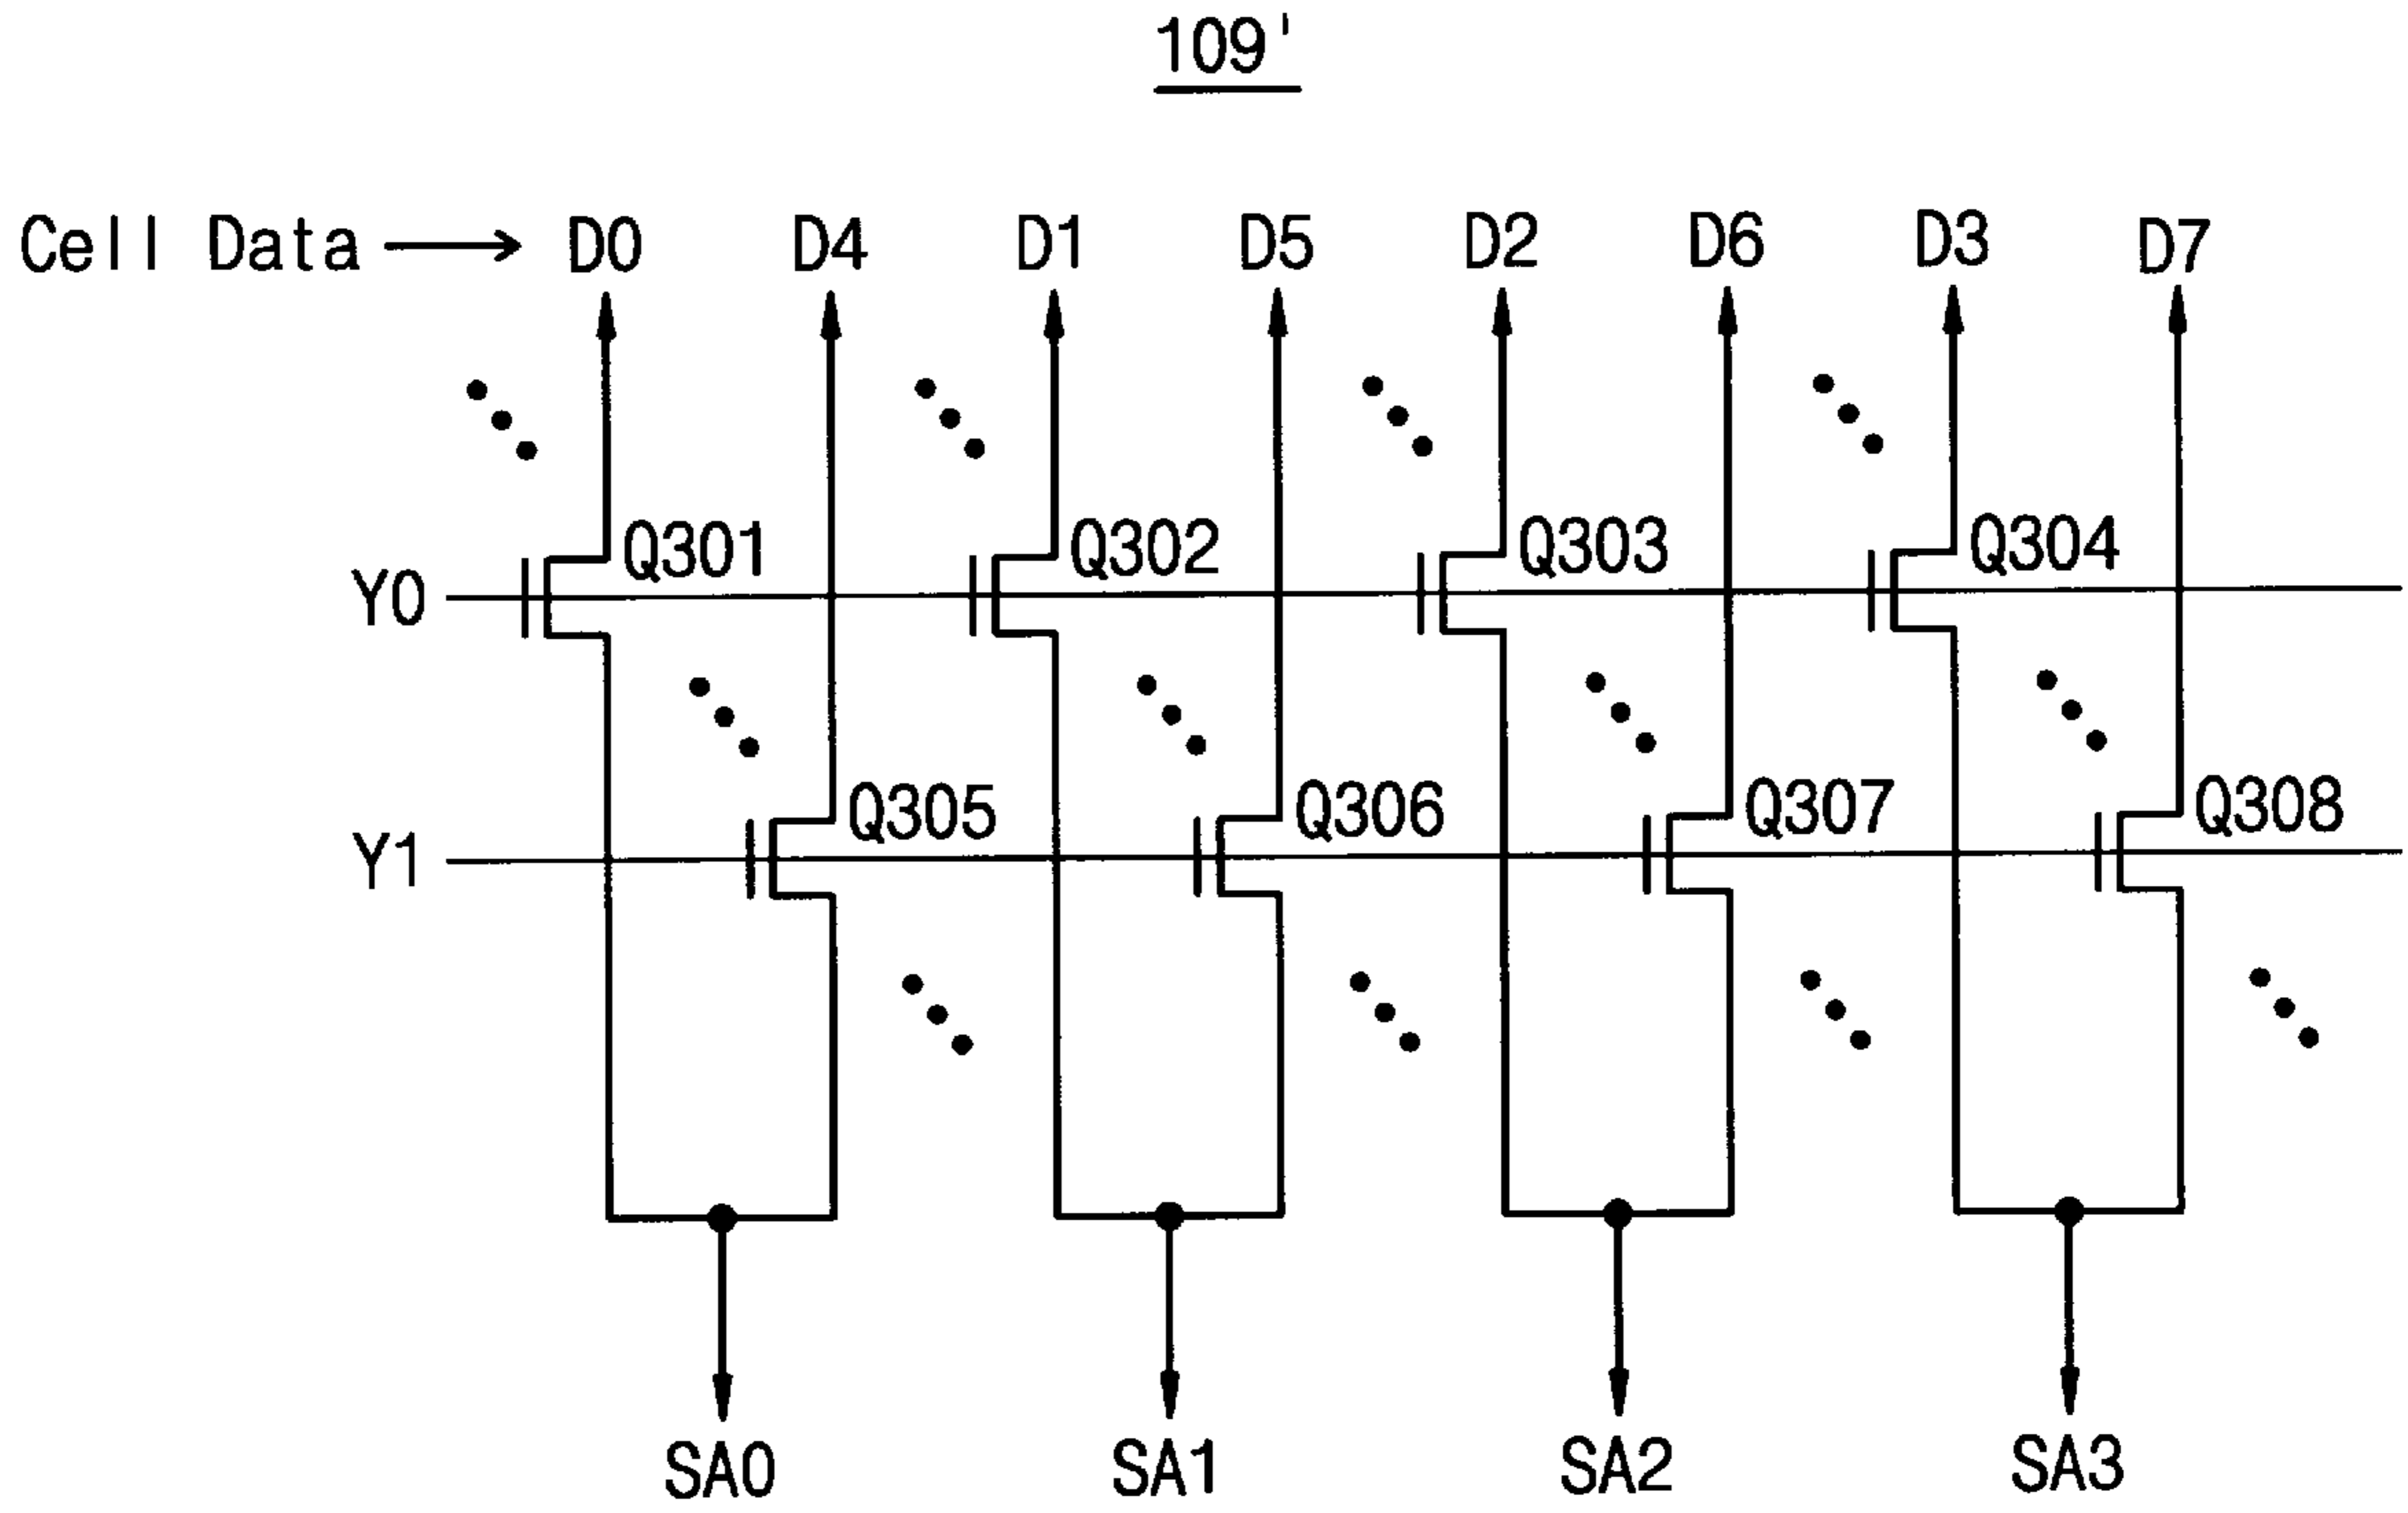 109'
Cell Data → D0 D4 D1 D5 D2 D6 D3 D7
Q301 Q302 Q303 Q304
Y0
Q305 Q306 Q307 Q308
Y1
SA0 SA1 SA2 SA3